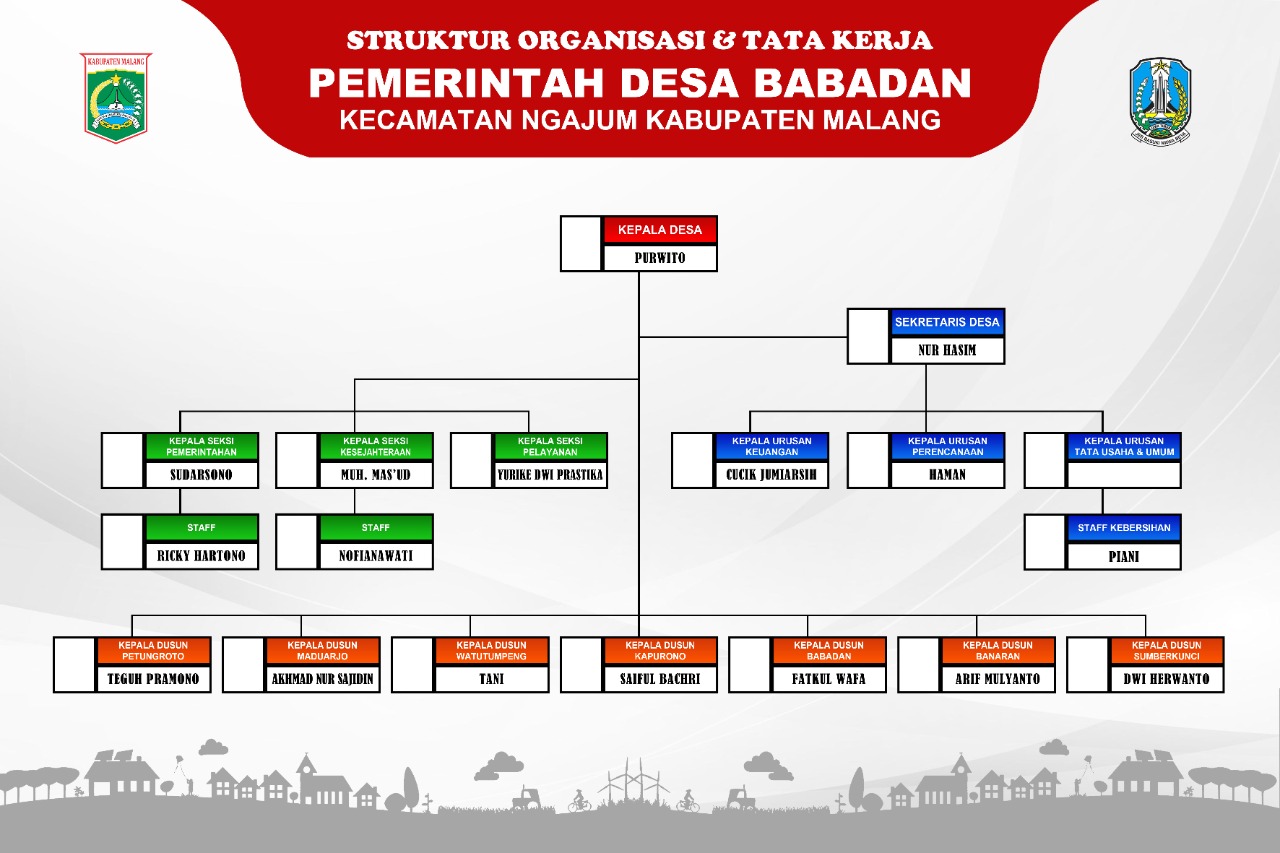 STRUKTUR ORGANISASI & TATA KERJA
PEMERINTAH DESA BABADAN
KECAMATAN NGAJUM KABUPATEN MALANG
KABUPATEN MALANG
KEPALA DESA
PURWITO
SEKRETARIS DESA
NUR HASIM
KEPALA SEKSI
PEMERINTAHAN
SUDARSONO
KEPALA SEKSI
KESEJAHTERAAN
MUH. MAS'UD
KEPALA SEKSI
PELAYANAN
YURIKE DWI PRASTIKA
KEPALA URUSAN
KEUANGAN
CUCIK JUMIARSIH
KEPALA URUSAN
PERENCANAAN
HAMAN
KEPALA URUSAN
TATA USAHA & UMUM
STAFF
RICKY HARTONO
STAFF
NOFIANAWATI
STAFF KEBERSIHAN
PIANI
KEPALA DUSUN
PETUNGROTO
TEGUH PRAMONO
KEPALA DUSUN
MADUARJO
AKHMAD NUR SAJIDIN
KEPALA DUSUN
WATUTUMPENG
TANI
KEPALA DUSUN
KAPURONO
SAIFUL BACHRI
KEPALA DUSUN
BABADAN
FATKUL WAFA
KEPALA DUSUN
BANARAN
ARIF MULYANTO
KEPALA DUSUN
SUMBERKUNCI
DWI HERWANTO